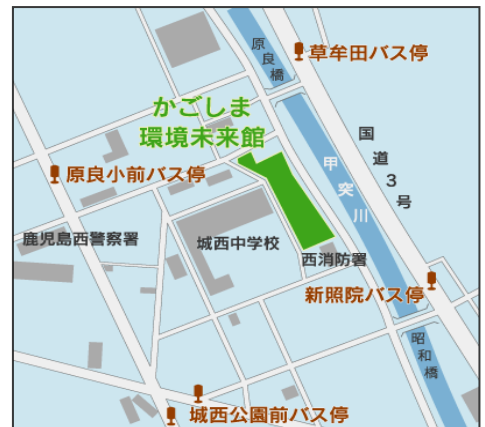 原良橋
草牟田バス停
かごしま
環境未来館
国道3号
甲突川
原良小前バス停
鹿児島西警察署
城西中学校
西消防署
新照院バス停
昭和橋
城西公園前バス停